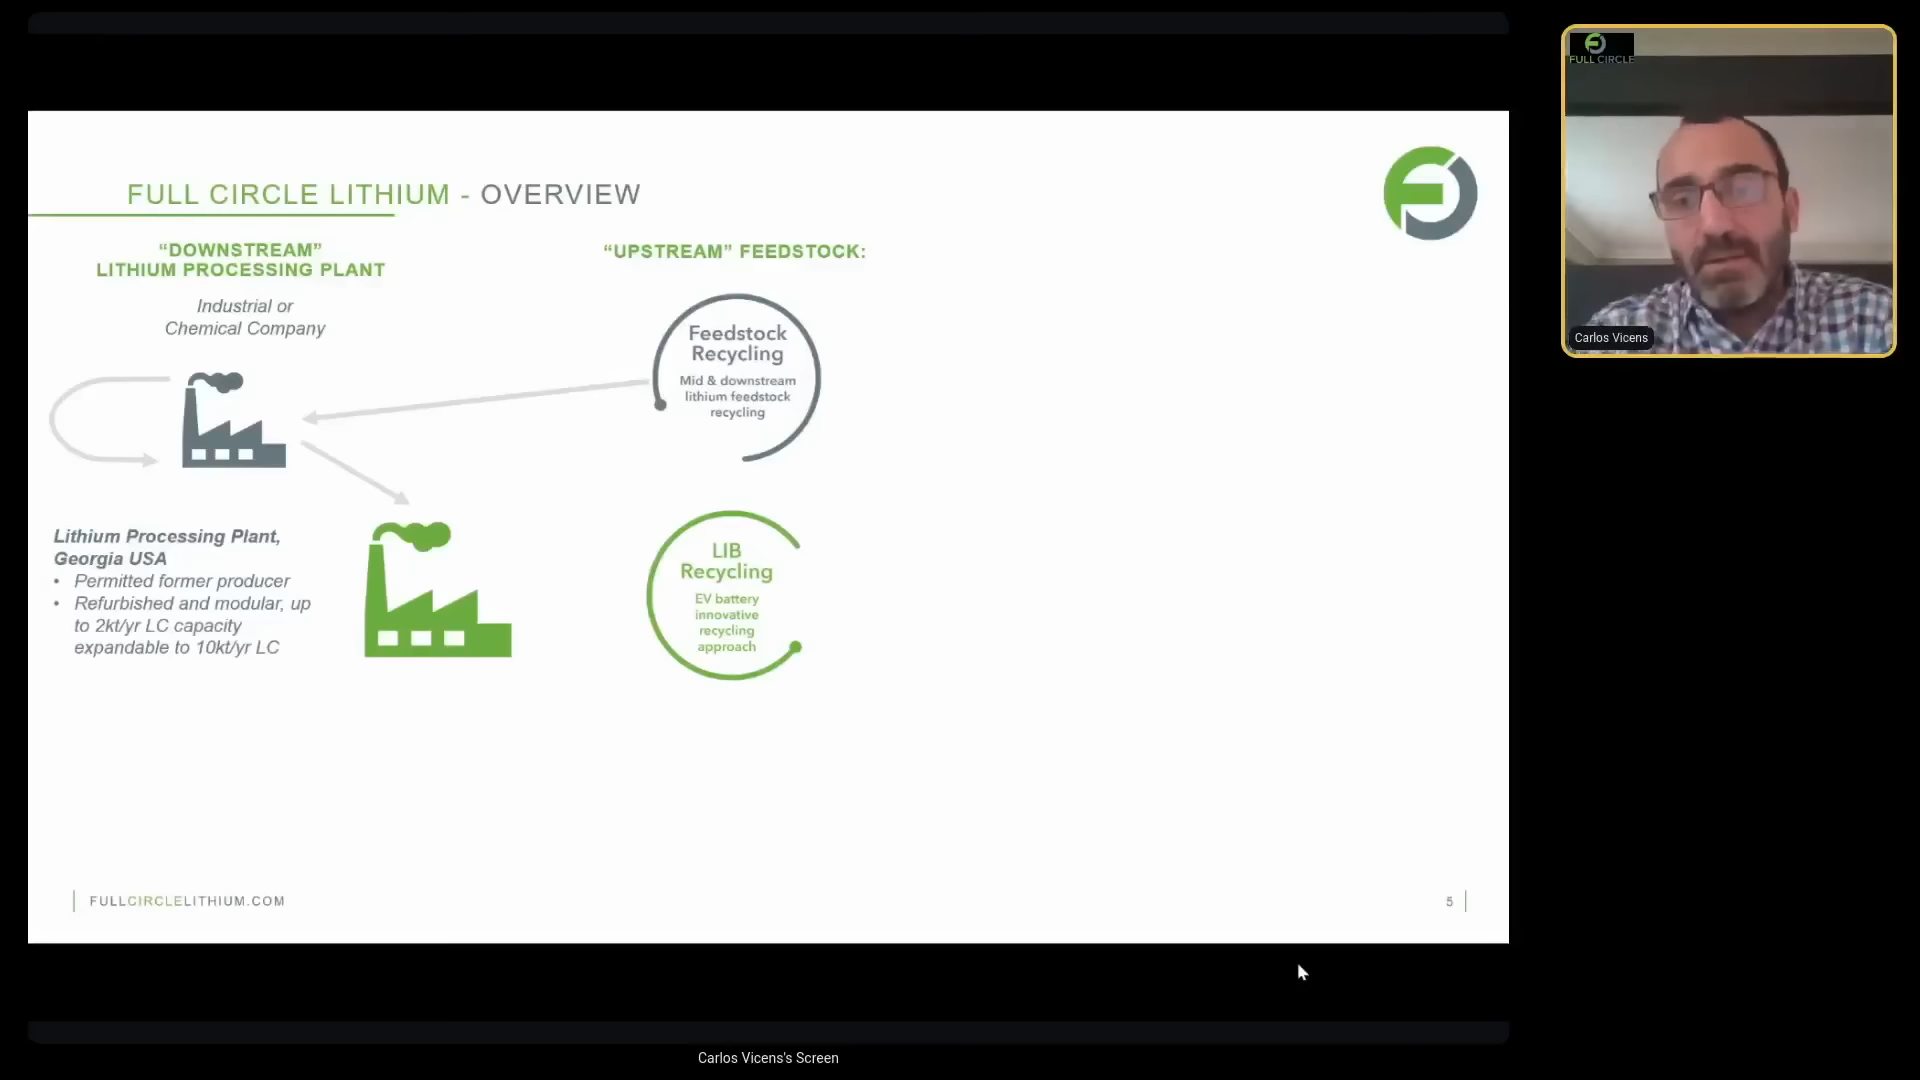 FULL CIRCLE LITHIUM - OVERVIEW
“DOWNSTREAM”
LITHIUM PROCESSING PLANT
Industrial or
Chemical Company
Lithium Processing Plant,
Georgia USA
• Permitted former producer
• Refurbished and modular, up
to 2kt/yr LC capacity
expandable to 10kt/yr LC
“UPSTREAM” FEEDSTOCK:
Feedstock
Recycling
Mid & downstream
lithium feedstock
recycling
LIB
Recycling
EV battery
innovative
recycling
approach
FULLCIRCLELITHIUM.COM
5
FULL CIRCLE
Carlos Vicens
Carlos Vicens's Screen